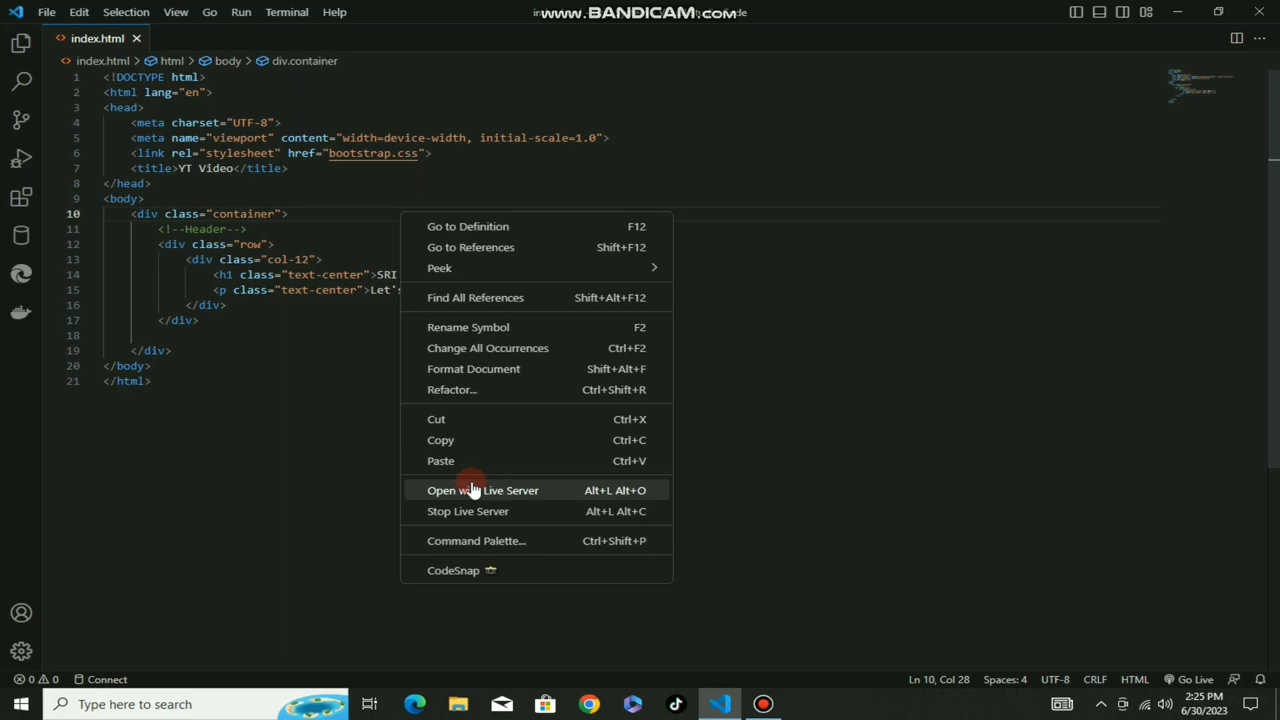 File Edit Selection View Go Run Terminal Help
www.BANDICAM.com
index.html
index.html > html > body > div.container
1 <!DOCTYPE html>
2 <html lang="en">
3 <head>
4 <meta charset="UTF-8">
5 <meta name="viewport" content="width=device-width, initial-scale=1.0">
6 <link rel="stylesheet" href="bootstrap.css">
7 <title>YT Video</title>
8 </head>
9 <body>
10 <div class="container">
11 <!--Header-->
12 <div class="row">
13 <div class="col-12">
14 <h1 class="text-center">SRI
15 <p class="text-center">Let's
16 </div>
17 </div>
18
19 </div>
20 </body>
21 </html>
Go to Definition F12
Go to References Shift+F12
Peek
Find All References Shift+Alt+F12
Rename Symbol F2
Change All Occurrences Ctrl+F2
Format Document Shift+Alt+F
Refactor... Ctrl+Shift+R
Cut Ctrl+X
Copy Ctrl+C
Paste Ctrl+V
Open with Live Server Alt+L Alt+O
Stop Live Server Alt+L Alt+C
Command Palette... Ctrl+Shift+P
CodeSnap
0 0 Connect
Ln 10, Col 28 Spaces: 4 UTF-8 CRLF HTML Go Live
Type here to search
2:25 PM
6/30/2023